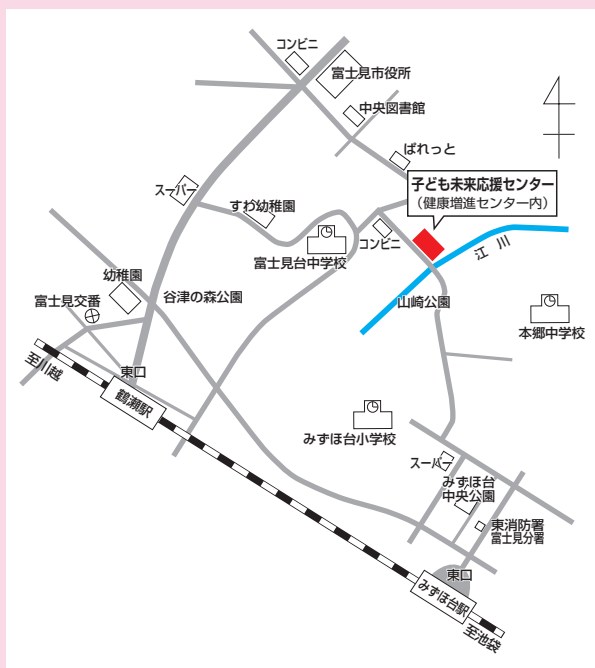 コンビニ
富士見市役所
中央図書館
ぱれっと
子ども未来応援センター
（健康増進センター内）
スーパー
すわ幼稚園
コンビニ
富士見台中学校
江川
山崎公園
幼稚園
谷津の森公園
富士見交番
本郷中学校
至川越
東口
鶴瀬駅
みずほ台小学校
スーパー
みずほ台
中央公園
東消防署
富士見分署
東口
みずほ台駅
至池袋